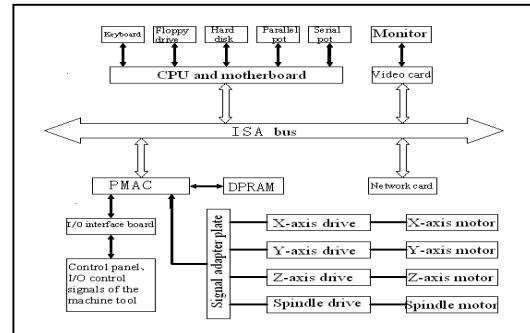 Keyboard
Floppy
drive
Hard
disk
Parallel
pot
Serial
pot
Monitor
CPU and motherboard
Video card
ISA bus
PMAC
DPRAM
Network card
I/O interface board
Signal adapter plate
X-axis drive
X-axis motor
Y-axis drive
Y-axis motor
Z-axis drive
Z-axis motor
Spindle drive
Spindle motor
Control panel、
I/O control
signals of the
machine tool